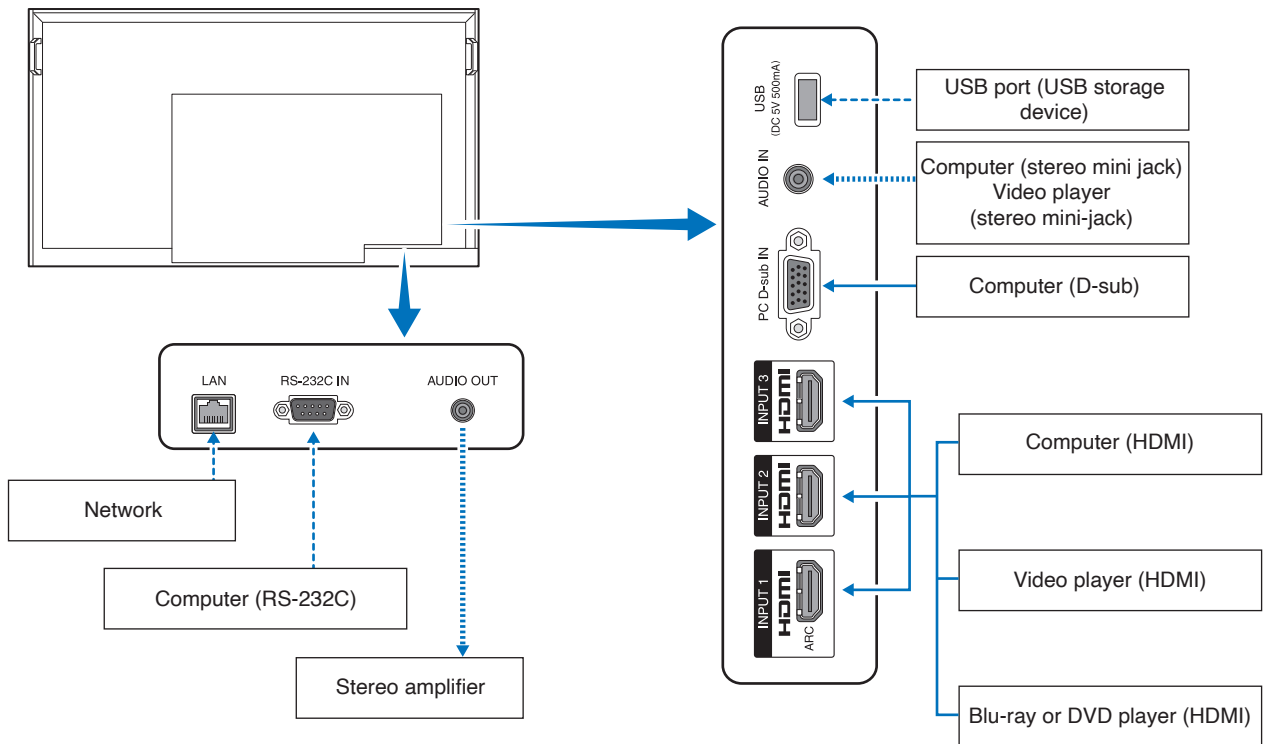 USB
(DC 5V 500mA)
USB port (USB storage
device)
AUDIO IN
Computer (stereo mini jack)
Video player
(stereo mini-jack)
PC D-sub IN
Computer (D-sub)
LAN
RS-232C IN
AUDIO OUT
Network
Computer (RS-232C)
Stereo amplifier
INPUT 3
HDMI
INPUT 2
HDMI
INPUT 1
HDMI
ARC
Computer (HDMI)
Video player (HDMI)
Blu-ray or DVD player (HDMI)